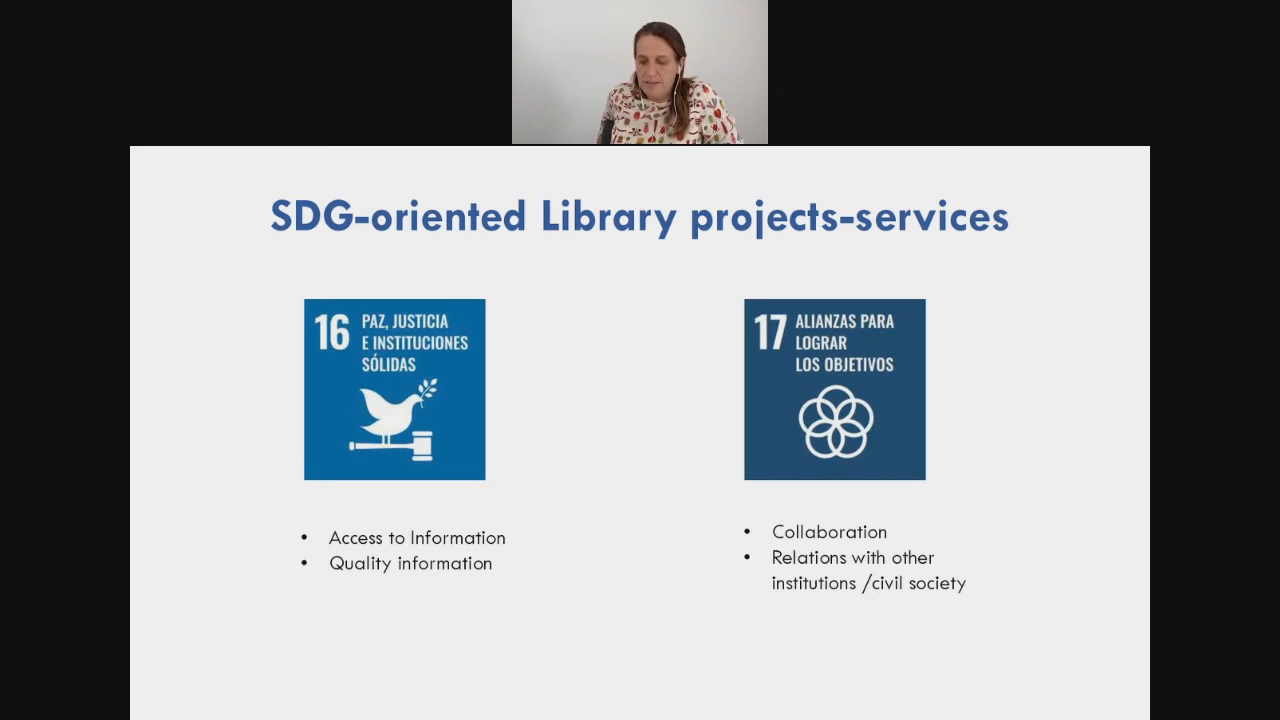 SDG-oriented Library projects-services
16 PAZ, JUSTICIA
E INSTITUCIONES
SÓLIDAS
17 ALIANZAS PARA
LOGRAR
LOS OBJETIVOS
• Access to Information
• Quality information
• Collaboration
• Relations with other
institutions /civil society